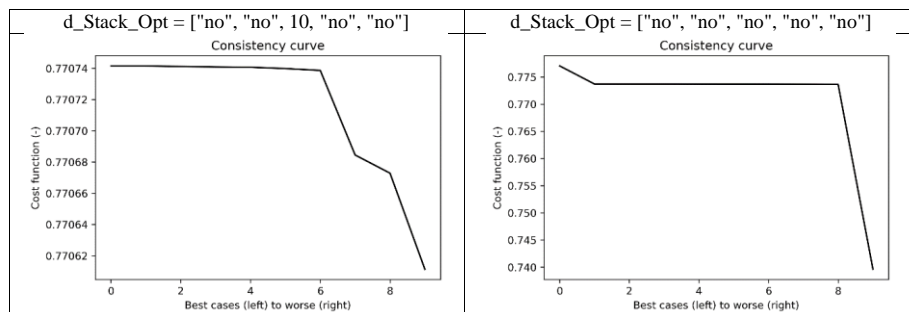 d_Stack_Opt = ["no", "no", 10, "no", "no"]
Consistency curve
Cost function (-)
0.77074
0.77072
0.77070
0.77068
0.77066
0.77064
0.77062
0 2 4 6 8
Best cases (left) to worse (right)
d_Stack_Opt = ["no", "no", "no", "no", "no"]
Consistency curve
Cost function (-)
0.775
0.770
0.765
0.760
0.755
0.750
0.745
0.740
0 2 4 6 8
Best cases (left) to worse (right)